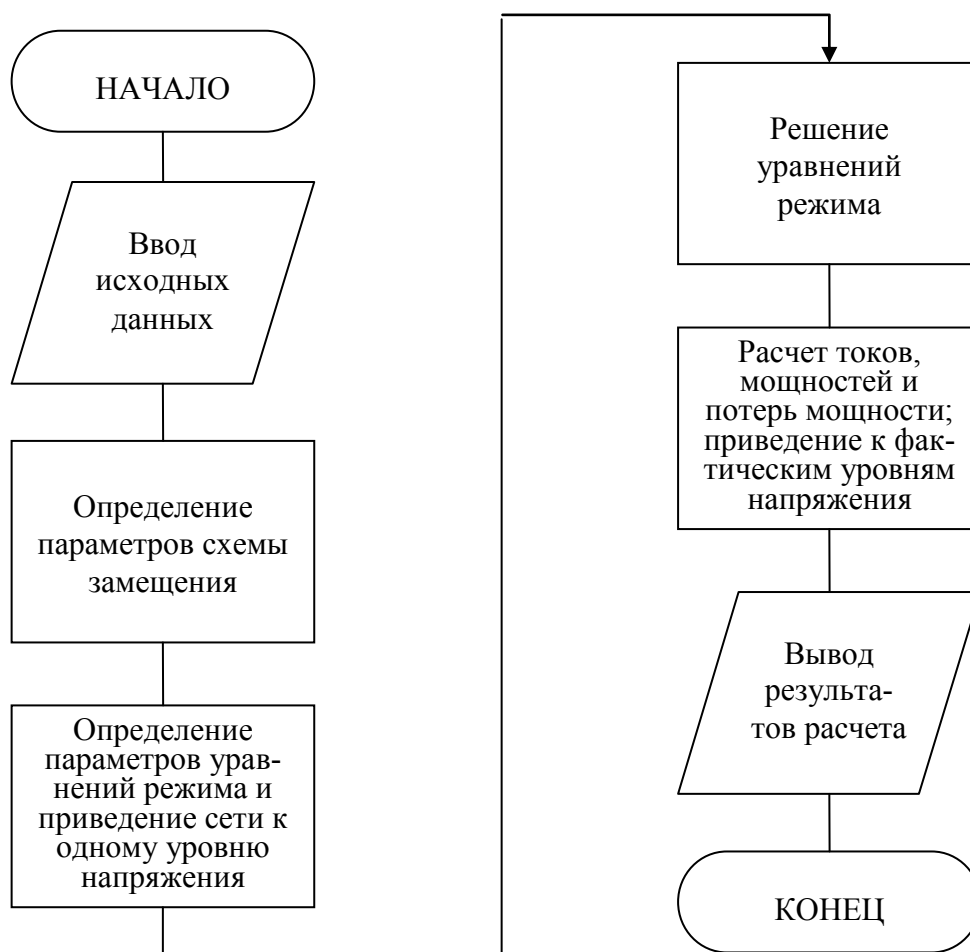 НАЧАЛО
Ввод
исходных
данных
Определение
параметров схемы
замещения
Определение
параметров урав-
нений режима и
приведение сети к
одному уровню
напряжения
Решение
уравнений
режима
Расчет токов,
мощностей и
потерь мощности;
приведение к фак-
тическим уровням
напряжения
Вывод
результа-
тов расчета
КОНЕЦ